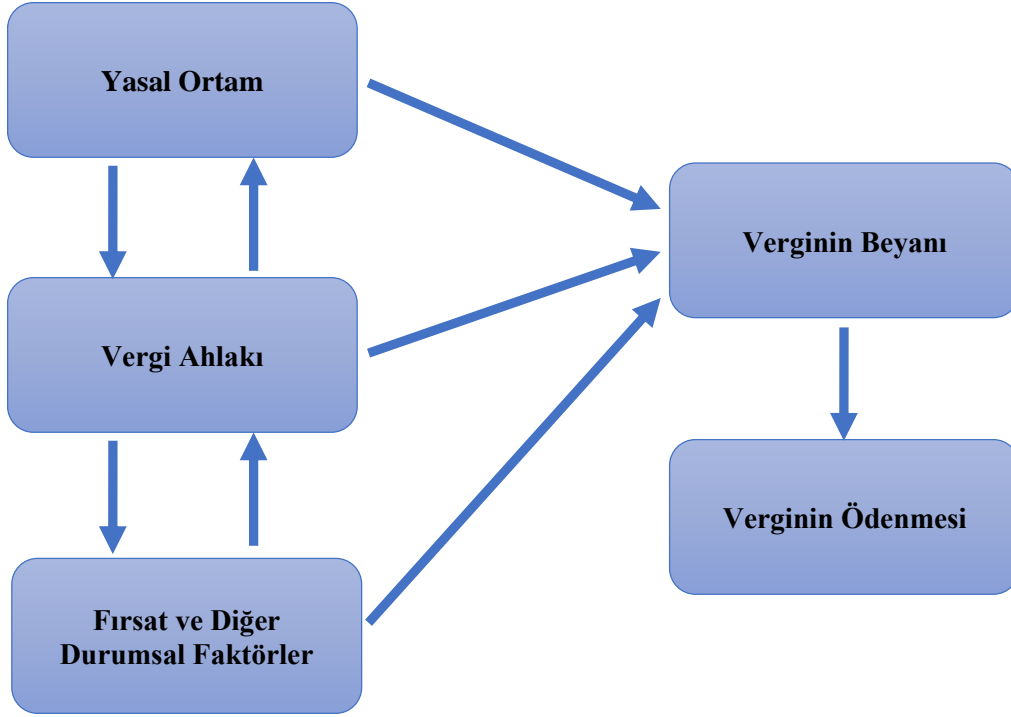 Yasal Ortam
Verginin Beyanı
Vergi Ahlakı
Verginin Ödenmesi
Fırsat ve Diğer
Durumsal Faktörler